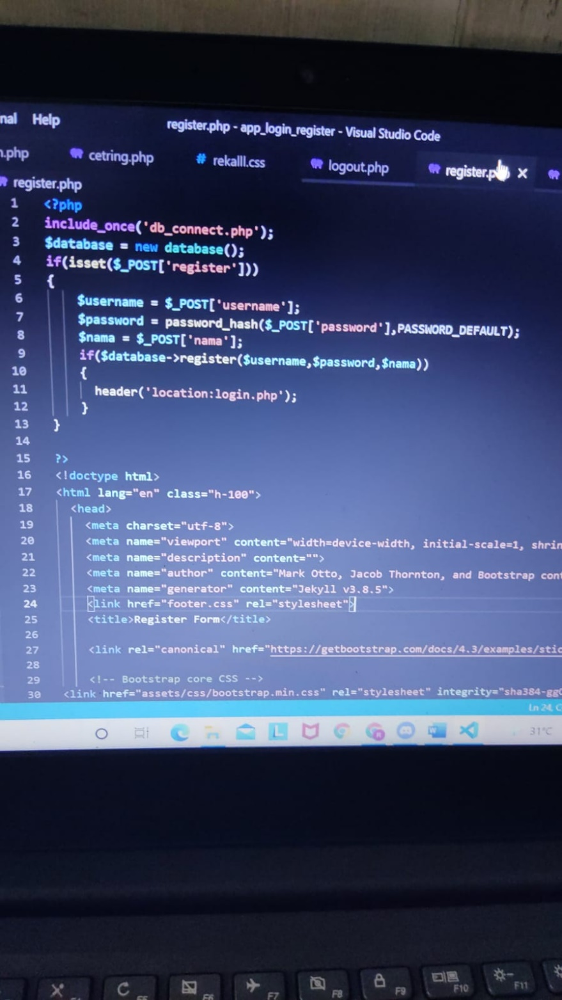 nal Help
register.php - app_login_register - Visual Studio Code
n.php cetring.php # rekalll.css logout.php register.p
register.php
1 <?php
2 include_once('db_connect.php');
3 $database = new database();
4 if(isset($_POST['register']))
5 {
6 $username = $_POST['username'];
7 $password = password_hash($_POST['password'],PASSWORD_DEFAULT);
8 $nama = $_POST['nama'];
9 if($database->register($username,$password,$nama))
10 {
11 header('location:login.php');
12 }
13 }
14
15 ?>
16 <!doctype html>
17 <html lang="en" class="h-100">
18 <head>
19 <meta charset="utf-8">
20 <meta name="viewport" content="width=device-width, initial-scale=1, shrin
21 <meta name="description" content="">
22 <meta name="author" content="Mark Otto, Jacob Thornton, and Bootstrap cont
23 <meta name="generator" content="Jekyll v3.8.5">
24 <link href="footer.css" rel="stylesheet">
25 <title>Register Form</title>
26
27 <link rel="canonical" href="https://getbootstrap.com/docs/4.3/examples/stic
28
29 <!-- Bootstrap core CSS -->
30 <link href="assets/css/bootstrap.min.css" rel="stylesheet" integrity="sha384-gg
Ln 24, C
L W 31°C
F6 F7 F8 F9 F10 F11